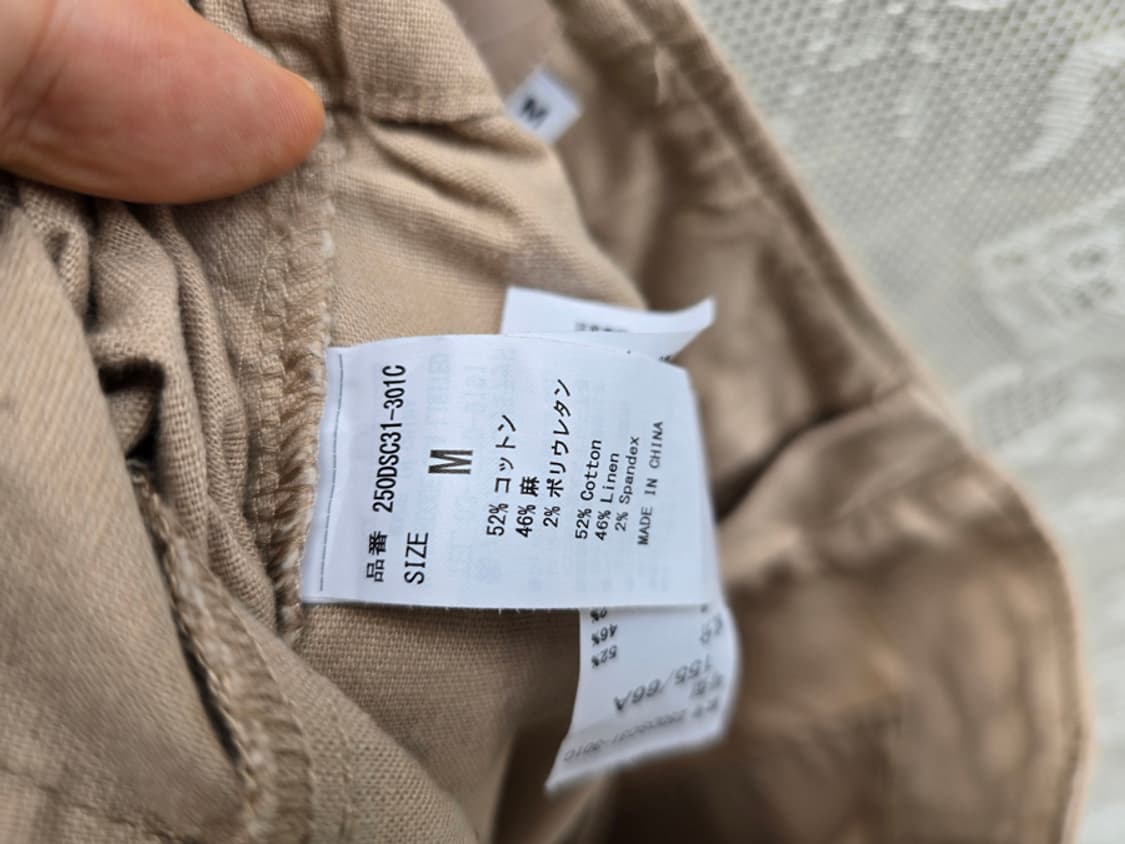 M
品番 250DSC31-301C
SIZE M
52% コットン
46% 麻
2% ポリウレタン
52% Cotton
46% Linen
2% Spandex
MADE IN CHINA
155/66A
46%
52%